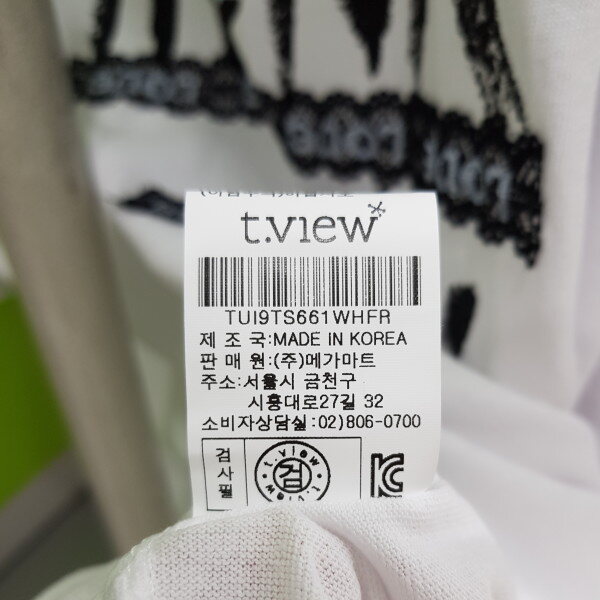 t.view*
TUI9TS661WHFR
제 조 국:MADE IN KOREA
판 매 원:(주)메가마트
주소:서울시 금천구
시흥대로27길 32
소비자상담실:02)806-0700
검사필
t.view
검
t.view